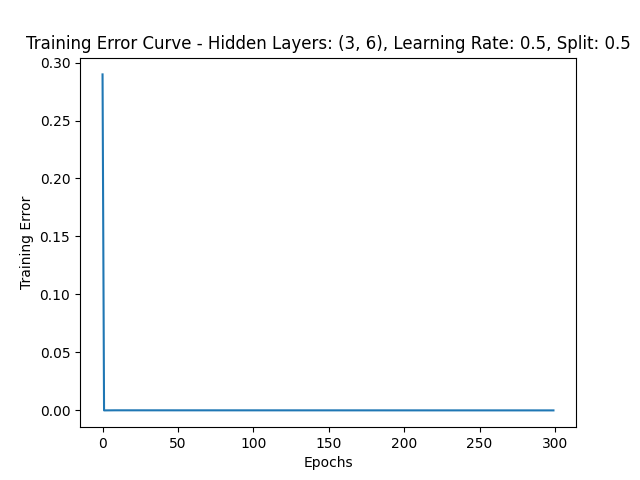 Training Error Curve - Hidden Layers: (3, 6), Learning Rate: 0.5, Split: 0.5
0.30
0.25
0.20
0.15
0.10
0.05
0.00
Training Error
0 50 100 150 200 250 300
Epochs